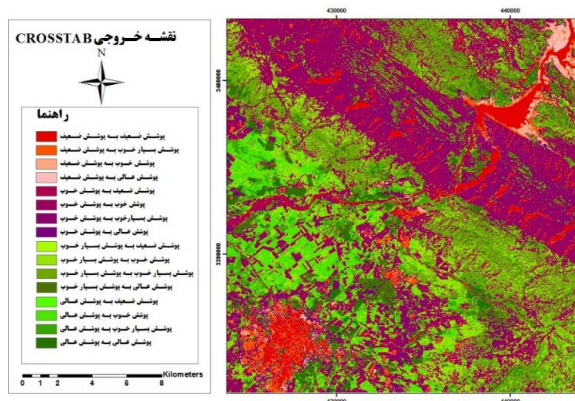 نقشه خروجی CROSSTAB
N
راهنما
پوشش ضعیف به پوشش ضعیف
پوشش بسیار خوب به پوشش ضعیف
پوشش خوب به پوشش ضعیف
پوشش عالی به پوشش ضعیف
پوشش ضعیف به پوشش خوب
پوشش خوب به پوشش خوب
پوشش بسیارخوب به پوشش خوب
پوشش عالی به پوشش خوب
پوشش ضعیف به پوشش بسیار خوب
پوشش خوب به پوشش بسیار خوب
پوشش بسیار خوب به پوشش بسیار خوب
پوشش عالی به پوشش بسیار خوب
پوشش ضعیف به پوشش عالی
پوشش خوب به پوشش عالی
پوشش بسیار خوب به پوشش عالی
پوشش عالی به پوشش عالی
Kilometers
0 1 2 4 6 8
430000 440000